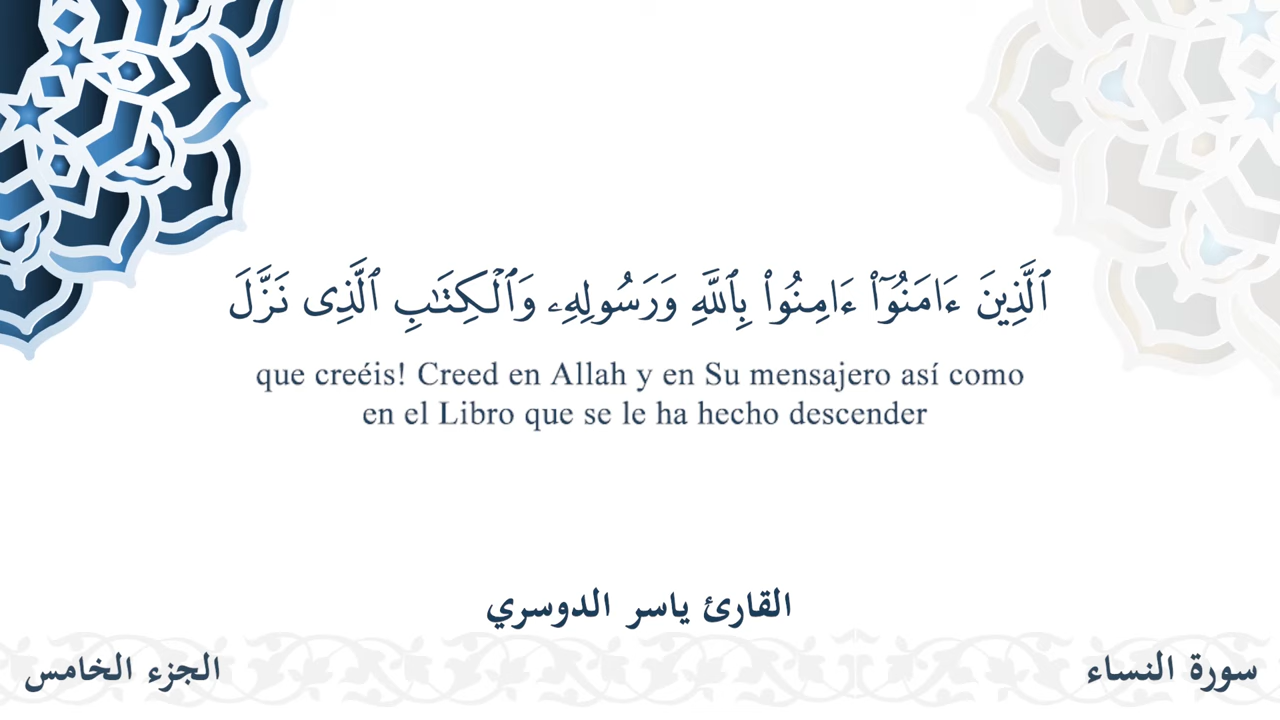 ٱلَّذِينَ ءَامَنُوٓا۟ ءَامِنُوا۟ بِٱللَّهِ وَرَسُولِهِۦ وَٱلْكِتَـٰبِ ٱلَّذِى نَزَّلَ
que creéis! Creed en Allah y en Su mensajero así como
en el Libro que se le ha hecho descender
القارئ ياسر الدوسري
سورة النساء
الجزء الخامس